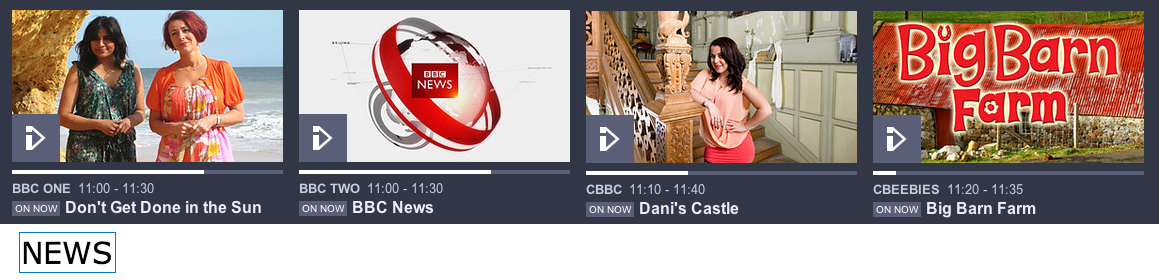 BEIJING
BBC
NEWS
Big Barn
Farm
BBC ONE 11:00 - 11:30
ON NOW Don't Get Done in the Sun
BBC TWO 11:00 - 11:30
ON NOW BBC News
CBBC 11:10 - 11:40
ON NOW Dani's Castle
CBEEBIES 11:20 - 11:35
ON NOW Big Barn Farm
NEWS